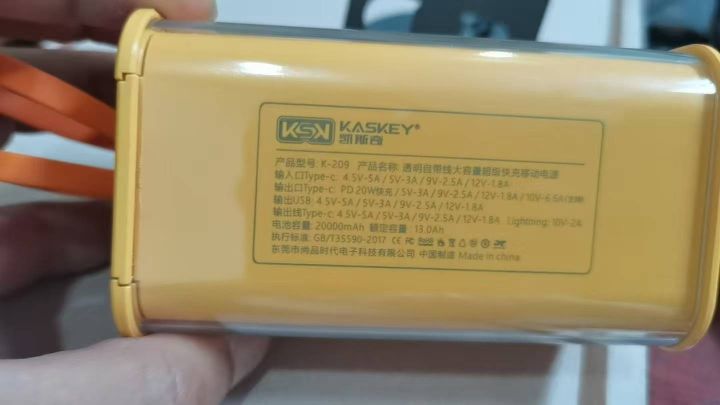 KSK KASKEY®
凯斯奇
产品型号: K-209 产品名称: 透明自带线大容量超级快充移动电源
输入口Type-c: 4.5V-5A / 5V-3A / 9V-2.5A / 12V-1.8A
输出口Type-c: PD 20W快充 / 5V-3A / 9V-2.5A / 12V-1.8A / 10V-6.6A
输出USB: 4.5V-5A / 5V-3A / 9V-2.5A / 12V-1.8A
输出线Type-c: 4.5V-5A / 5V-3A / 9V-2.5A / 12V-1.8A Lightning: 10V-2A
电池容量: 20000mAh 额定容量: 13.0Ah
执行标准: GB/T35590-2017 CE FC RoHS
东莞市尚品时代电子科技有限公司 中国制造 Made in china